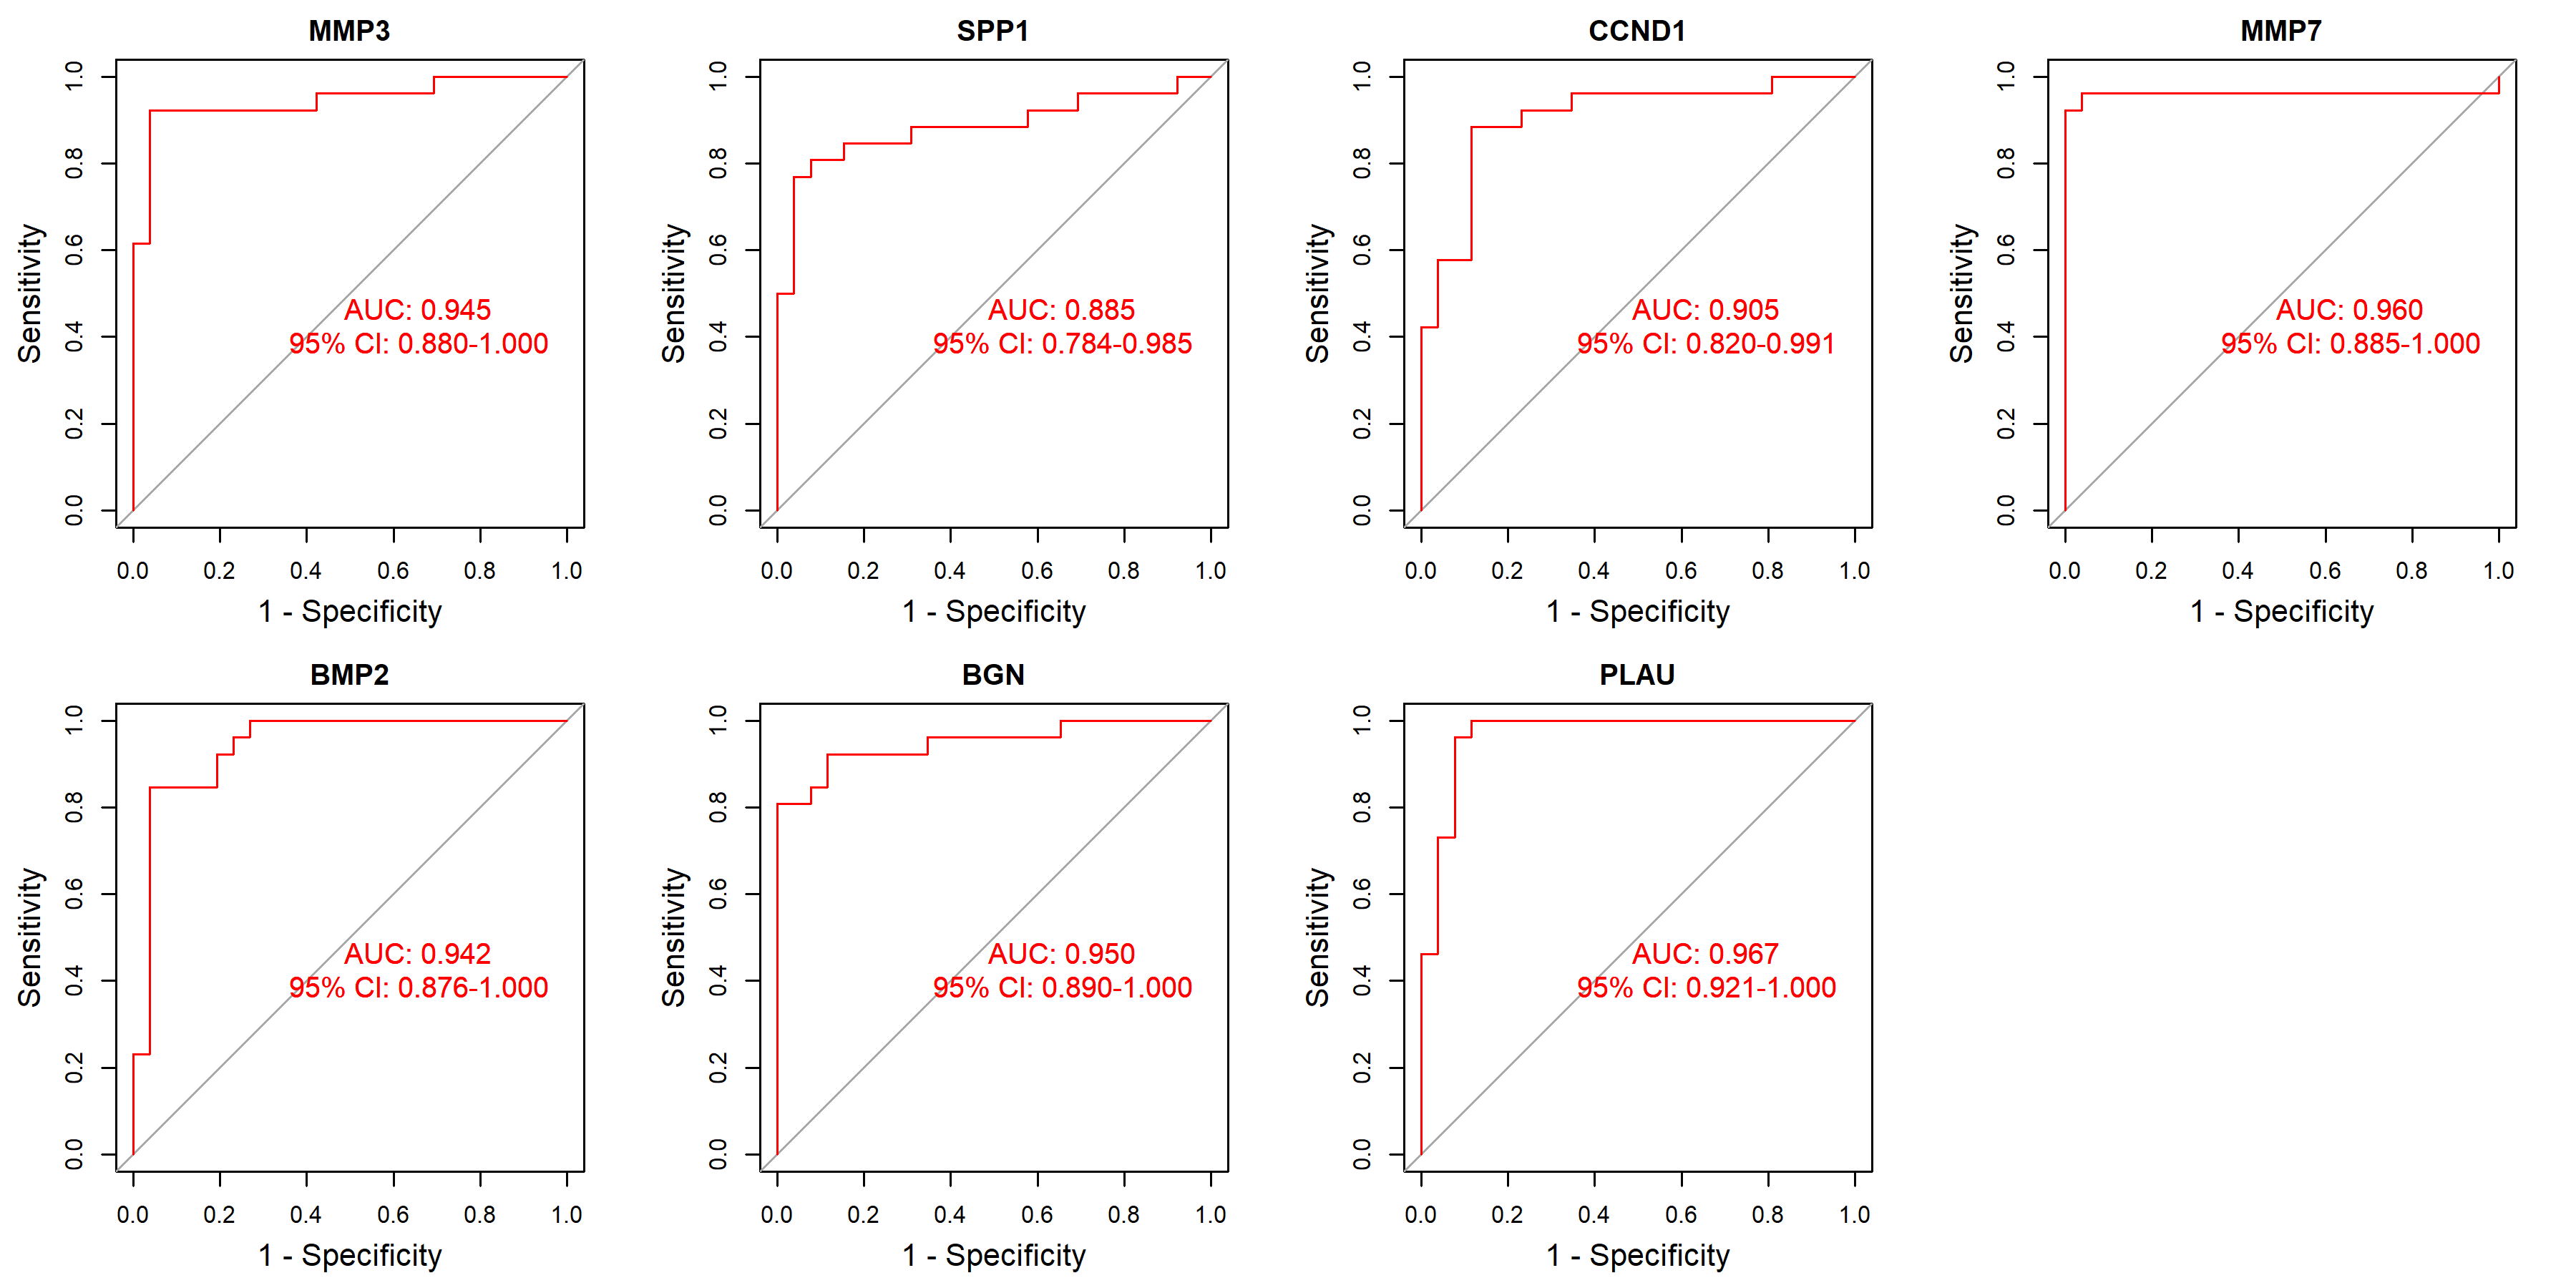 MMP3
SPP1
CCND1
MMP7
Sensitivity
1.0
0.8
0.6
0.4
0.2
0.0
AUC: 0.945
95% CI: 0.880-1.000
0.0 0.2 0.4 0.6 0.8 1.0
1 - Specificity
Sensitivity
1.0
0.8
0.6
0.4
0.2
0.0
AUC: 0.885
95% CI: 0.784-0.985
0.0 0.2 0.4 0.6 0.8 1.0
1 - Specificity
Sensitivity
1.0
0.8
0.6
0.4
0.2
0.0
AUC: 0.905
95% CI: 0.820-0.991
0.0 0.2 0.4 0.6 0.8 1.0
1 - Specificity
Sensitivity
1.0
0.8
0.6
0.4
0.2
0.0
AUC: 0.960
95% CI: 0.885-1.000
0.0 0.2 0.4 0.6 0.8 1.0
1 - Specificity
BMP2
BGN
PLAU
Sensitivity
1.0
0.8
0.6
0.4
0.2
0.0
AUC: 0.942
95% CI: 0.876-1.000
0.0 0.2 0.4 0.6 0.8 1.0
1 - Specificity
Sensitivity
1.0
0.8
0.6
0.4
0.2
0.0
AUC: 0.950
95% CI: 0.890-1.000
0.0 0.2 0.4 0.6 0.8 1.0
1 - Specificity
Sensitivity
1.0
0.8
0.6
0.4
0.2
0.0
AUC: 0.967
95% CI: 0.921-1.000
0.0 0.2 0.4 0.6 0.8 1.0
1 - Specificity